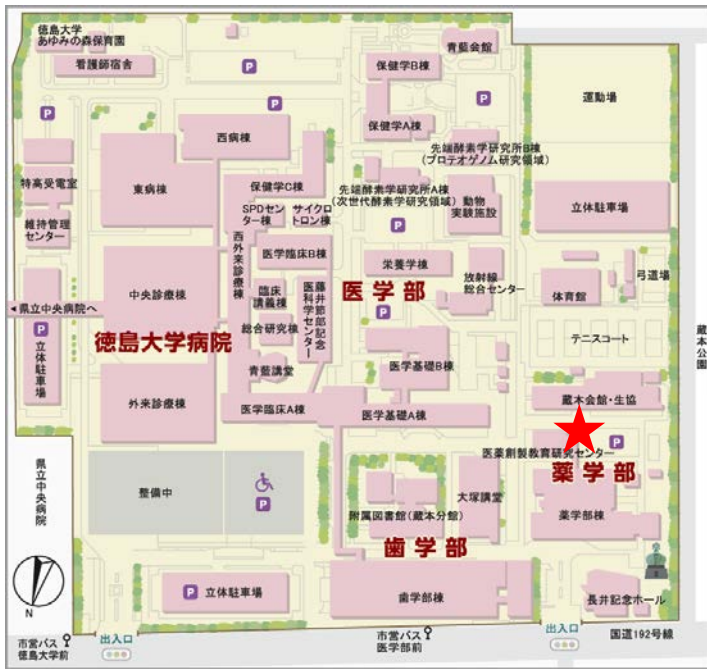 徳島大学
あゆみの森保育園
看護師宿舎
P
P
P
西病棟
東病棟
特高受電室
維持管理
センター
◀県立中央病院へ
P
立体駐車場
中央診療棟
徳島大学病院
外来診療棟
西外来診療棟
保健学C棟
SPDセン
ター棟
サイクロ
トロン棟
医学臨床B棟
臨床
講義棟
総合研究棟
藤井節郎記念
医科学センター
青藍講堂
医学臨床A棟
青藍会館
保健学B棟
P
保健学A棟
先端酵素学研究所B棟
(プロテオゲノム研究領域)
先端酵素学研究所A棟
(次世代酵素学研究領域)
動物
実験施設
P
栄養学棟
放射線
総合センター
医学部
P
医学基礎B棟
医学基礎A棟
運動場
立体駐車場
弓道場
体育館
テニスコート
蔵本公園
蔵本会館・生協
P
医薬創製教育研究センター
薬学部
薬学部棟
大塚講堂
附属図書館(蔵本分館)
歯学部
歯学部棟
長井記念ホール
県立中央病院
整備中
P
P
立体駐車場
N
市営バス
徳島大学前
出入口
市営バス
医学部前
出入口
国道192号線